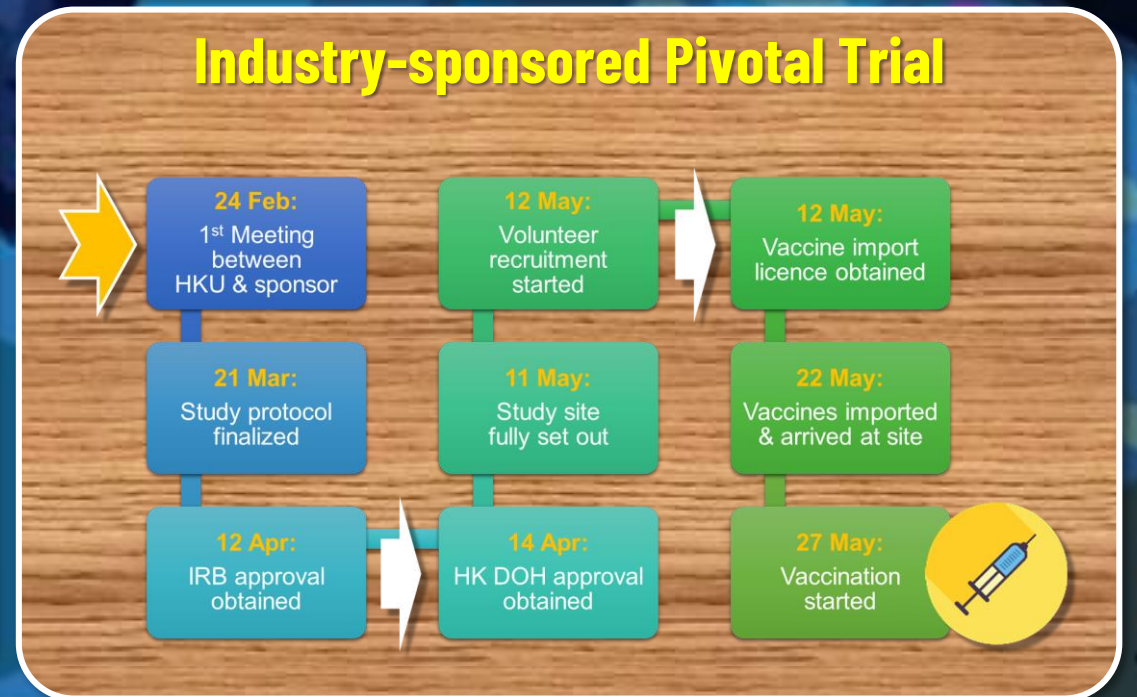 Industry-sponsored Pivotal Trial
24 Feb:
1st Meeting
between
HKU & sponsor
21 Mar:
Study protocol
finalized
12 Apr:
IRB approval
obtained
14 Apr:
HK DOH approval
obtained
11 May:
Study site
fully set out
12 May:
Volunteer
recruitment
started
12 May:
Vaccine import
licence obtained
22 May:
Vaccines imported
& arrived at site
27 May:
Vaccination
started